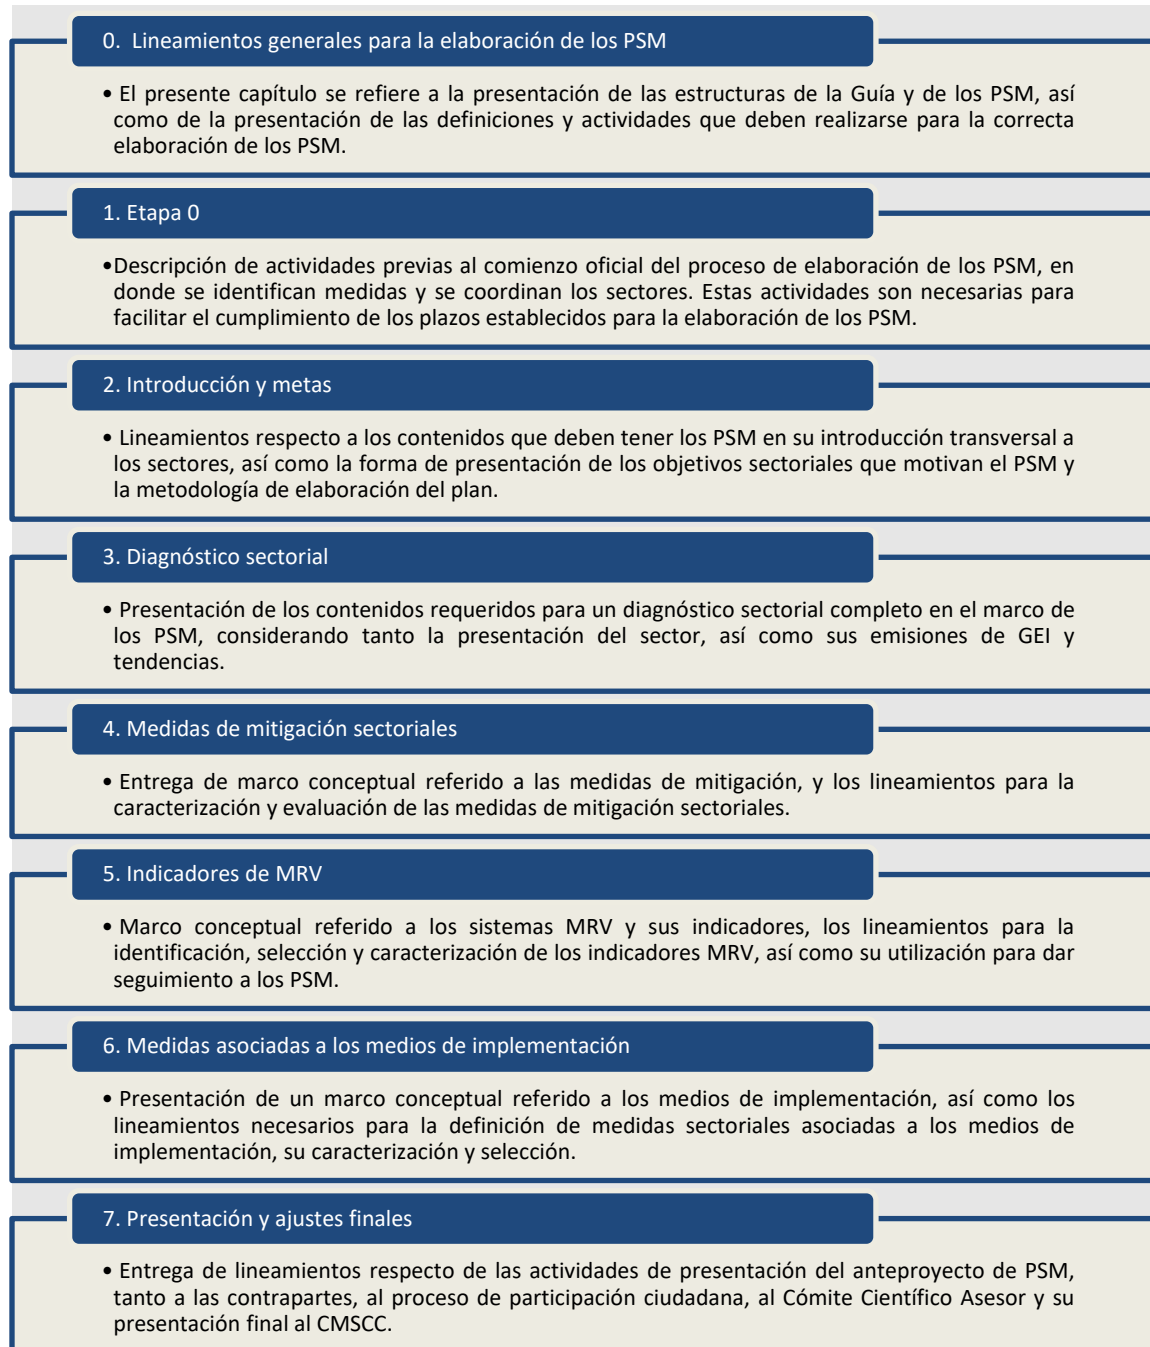 0.  Lineamientos generales para la elaboración de los PSM
• El presente capítulo se refiere a la presentación de las estructuras de la Guía y de los PSM, así
como de la presentación de las definiciones y actividades que deben realizarse para la correcta
elaboración de los PSM.
1. Etapa 0
•Descripción de actividades previas al comienzo oficial del proceso de elaboración de los PSM, en
donde se identifican medidas y se coordinan los sectores. Estas actividades son necesarias para
facilitar el cumplimiento de los plazos establecidos para la elaboración de los PSM.
2. Introducción y metas
• Lineamientos respecto a los contenidos que deben tener los PSM en su introducción transversal a
los sectores, así como la forma de presentación de los objetivos sectoriales que motivan el PSM y
la metodología de elaboración del plan.
3. Diagnóstico sectorial
• Presentación de los contenidos requeridos para un diagnóstico sectorial completo en el marco de
los PSM, considerando tanto la presentación del sector, así como sus emisiones de GEI y
tendencias.
4. Medidas de mitigación sectoriales
• Entrega de marco conceptual referido a las medidas de mitigación, y los lineamientos para la
caracterización y evaluación de las medidas de mitigación sectoriales.
5. Indicadores de MRV
• Marco conceptual referido a los sistemas MRV y sus indicadores, los lineamientos para la
identificación, selección y caracterización de los indicadores MRV, así como su utilización para dar
seguimiento a los PSM.
6. Medidas asociadas a los medios de implementación
• Presentación de un marco conceptual referido a los medios de implementación, así como los
lineamientos necesarios para la definición de medidas sectoriales asociadas a los medios de
implementación, su caracterización y selección.
7. Presentación y ajustes finales
• Entrega de lineamientos respecto de las actividades de presentación del anteproyecto de PSM,
tanto a las contrapartes, al proceso de participación ciudadana, al Cómite Científico Asesor y su
presentación final al CMSCC.